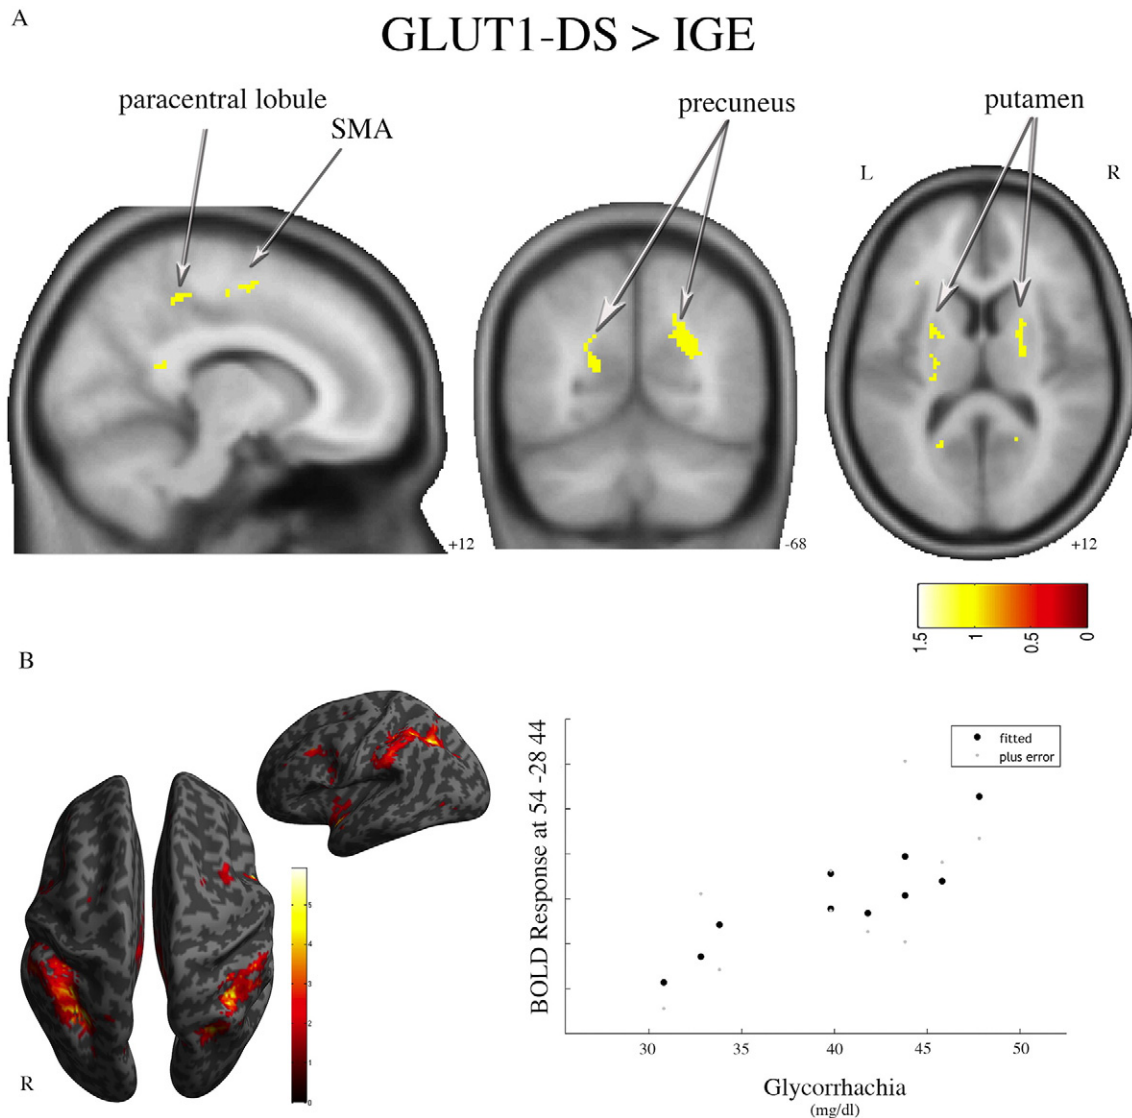 A
GLUT1-DS > IGE
paracentral lobule
SMA
precuneus
putamen
L
R
+12
-68
+12
1.5
1
0.5
0
B
R
5
4
3
2
1
0
BOLD Response at 54 -28 44
fitted
plus error
30
35
40
45
50
Glycorrhachia
(mg/dl)